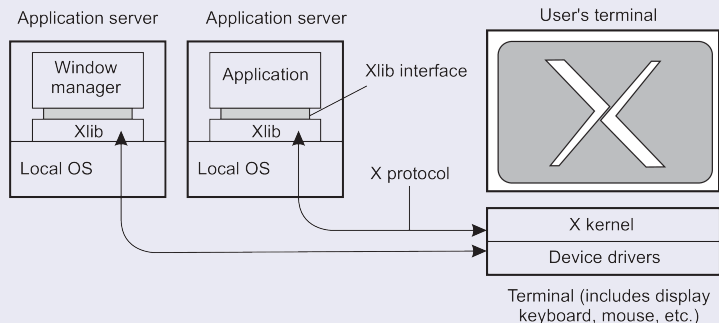 Application server
Application server
User's terminal
Window
manager
Application
Xlib interface
Xlib
Xlib
Local OS
Local OS
X protocol
X kernel
Device drivers
Terminal (includes display
keyboard, mouse, etc.)